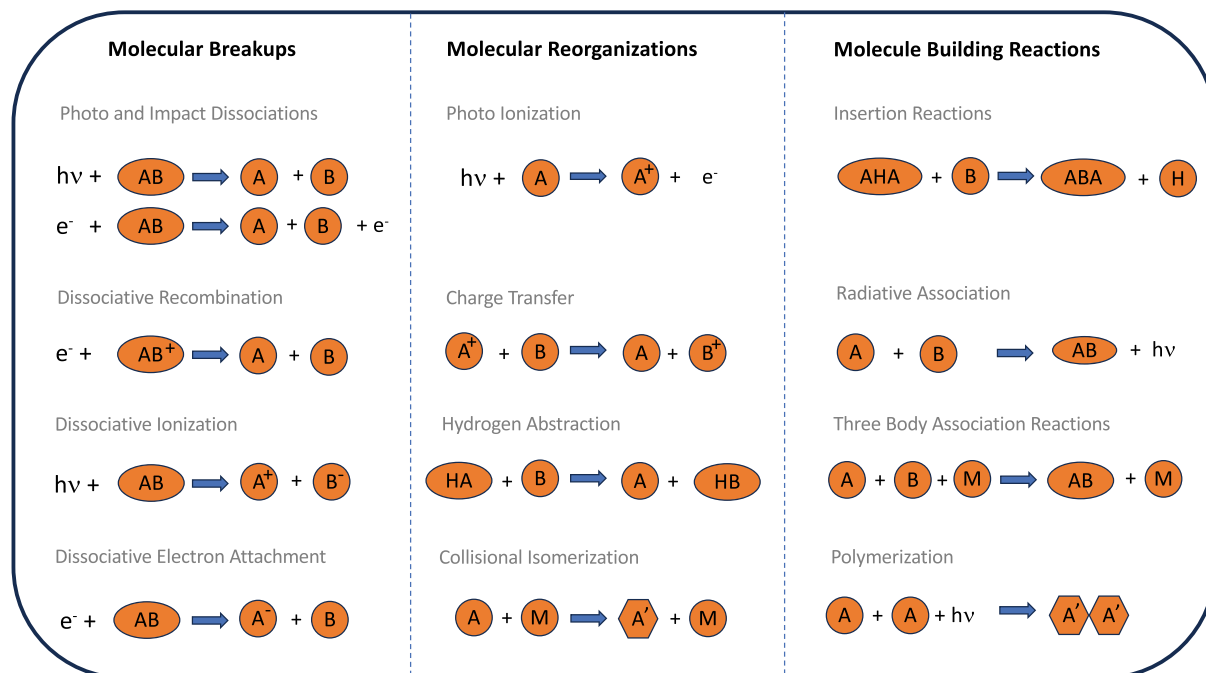 Molecular Breakups
Photo and Impact Dissociations
hν + AB A + B
e- + AB A + B + e-
Dissociative Recombination
e- + AB+ A + B
Dissociative Ionization
hν + AB A+ + B-
Dissociative Electron Attachment
e- + AB A- + B
Molecular Reorganizations
Photo Ionization
hν + A A+ + e-
Charge Transfer
A+ + B A + B+
Hydrogen Abstraction
HA + B A + HB
Collisional Isomerization
A + M A′ + M
Molecule Building Reactions
Insertion Reactions
AHA + B ABA + H
Radiative Association
A + B AB + hν
Three Body Association Reactions
A + B + M AB + M
Polymerization
A + A + hν A′ A′